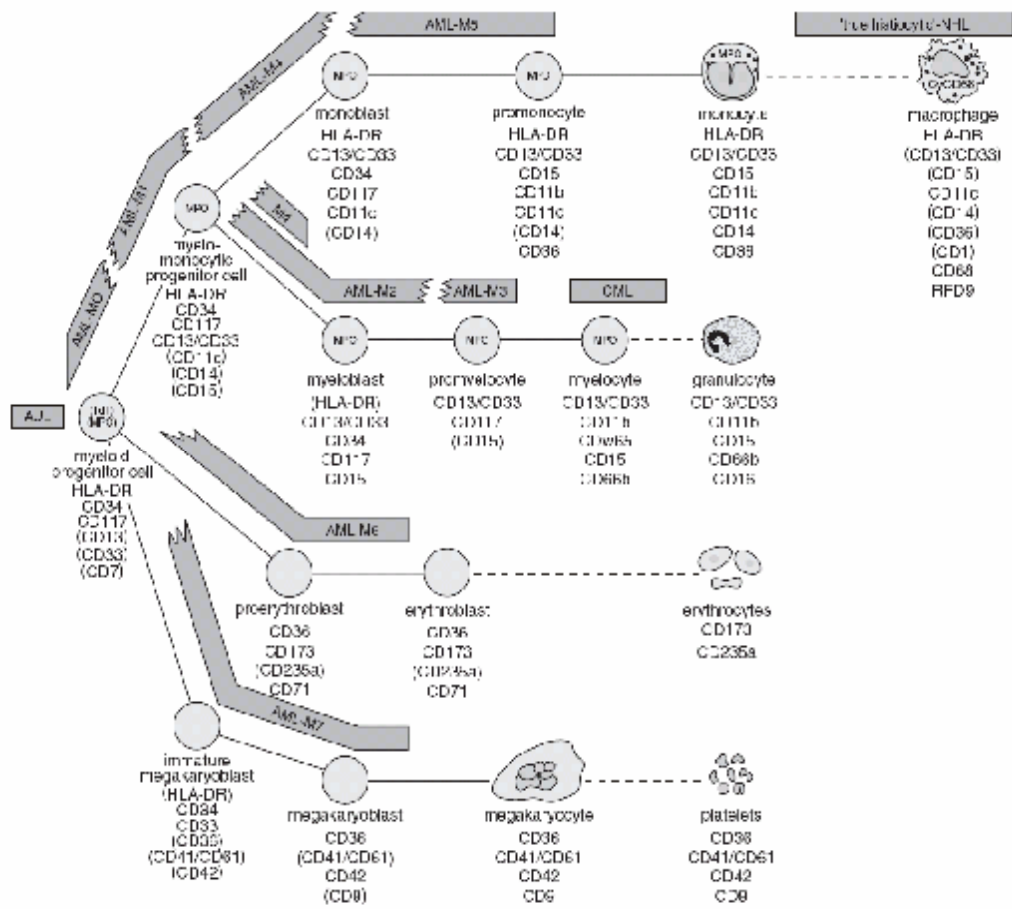 AML-M5
'true histiocytic'-NHL
AML-M4
AML-M1
AML-M0
MPO
monoblast
HLA-DR
CD13/CD33
CD34
CD117
CD11c
(CD14)
MPO
promonocyte
HLA-DR
CD13/CD33
CD15
CD11b
CD11c
(CD14)
CD36
MPO
monocyte
HLA-DR
CD13/CD33
CD15
CD11b
CD11c
CD14
CD36
CyCD68
macrophage
HLA-DR
(CD13/CD33)
(CD15)
CD11c
(CD14)
(CD36)
(CD1)
CD68
RFD9
MPO
myelo-
monocytic
progenitor cell
HLA-DR
CD34
CD117
CD13/CD33
(CD11c)
(CD14)
(CD15)
M4
AML-M2
AML-M3
CML
MPO
myeloblast
(HLA-DR)
CD13/CD33
CD34
CD117
CD15
MPO
promyelocyte
CD13/CD33
CD117
(CD15)
MPO
myelocyte
CD13/CD33
CD11b
CDw65
CD15
CD66b
granulocyte
CD13/CD33
CD11b
CD15
CD66b
CD16
AUL
(TdT)
(MPO)
myeloid
progenitor cell
HLA-DR
CD34
CD117
(CD13)
(CD33)
(CD7)
AML-M6
proerythroblast
CD36
CD173
(CD235a)
CD71
erythroblast
CD36
CD173
(CD235a)
CD71
erythrocytes
CD173
CD235a
AML-M7
immature
megakaryoblast
(HLA-DR)
CD34
CD33
(CD36)
(CD41/CD61)
(CD42)
megakaryoblast
CD36
(CD41/CD61)
CD42
(CD9)
megakaryocyte
CD36
CD41/CD61
CD42
CD9
platelets
CD36
CD41/CD61
CD42
CD9